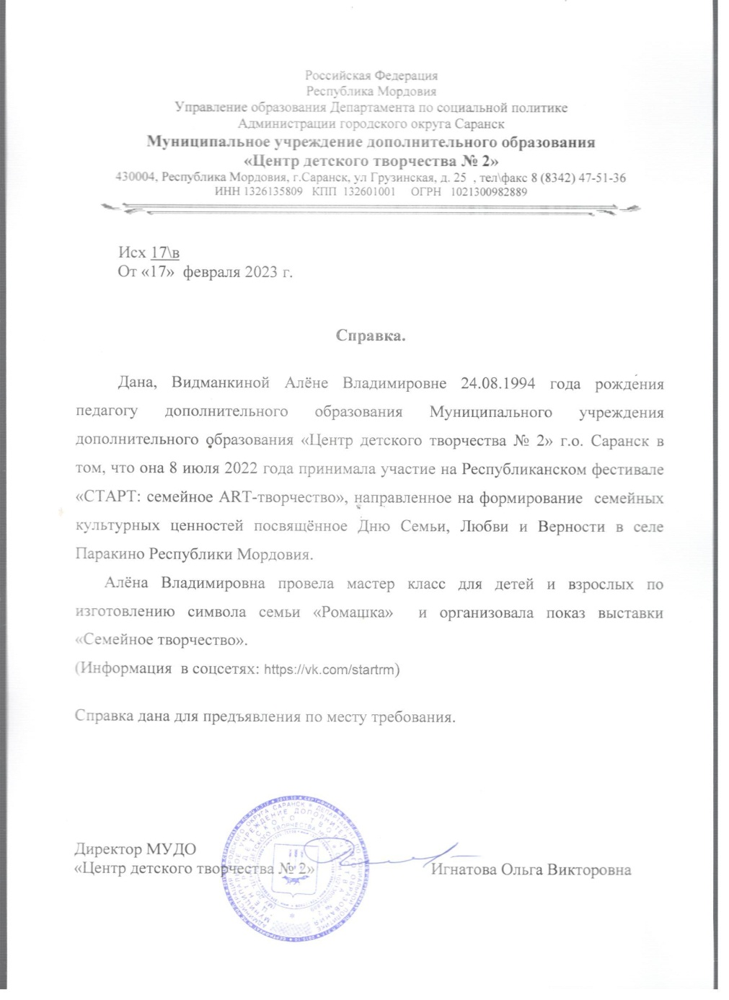 Российская Федерация
Республика Мордовия
Управление образования Департамента по социальной политике
Администрации городского округа Саранск
Муниципальное учреждение дополнительного образования
«Центр детского творчества № 2»
430004, Республика Мордовия, г.Саранск, ул Грузинская, д. 25 , тел\факс 8 (8342) 47-51-36
ИНН 1326135809 КПП 132601001 ОГРН 1021300982889
Исх 17\в
От «17» февраля 2023 г.
Справка.
Дана, Видманкиной Алёне Владимировне 24.08.1994 года рождения
педагогу дополнительного образования Муниципального учреждения
дополнительного образования «Центр детского творчества № 2» г.о. Саранск в
том, что она 8 июля 2022 года принимала участие на Республиканском фестивале
«СТАРТ: семейное ART-творчество», направленное на формирование семейных
культурных ценностей посвящённое Дню Семьи, Любви и Верности в селе
Паракино Республики Мордовия.
Алёна Владимировна провела мастер класс для детей и взрослых по
изготовлению символа семьи «Ромашка» и организовала показ выставки
«Семейное творчество».
(Информация в соцсетях: https://vk.com/startrm)
Справка дана для предъявления по месту требования.
Директор МУДО
«Центр детского творчества № 2» Игнатова Ольга Викторовна